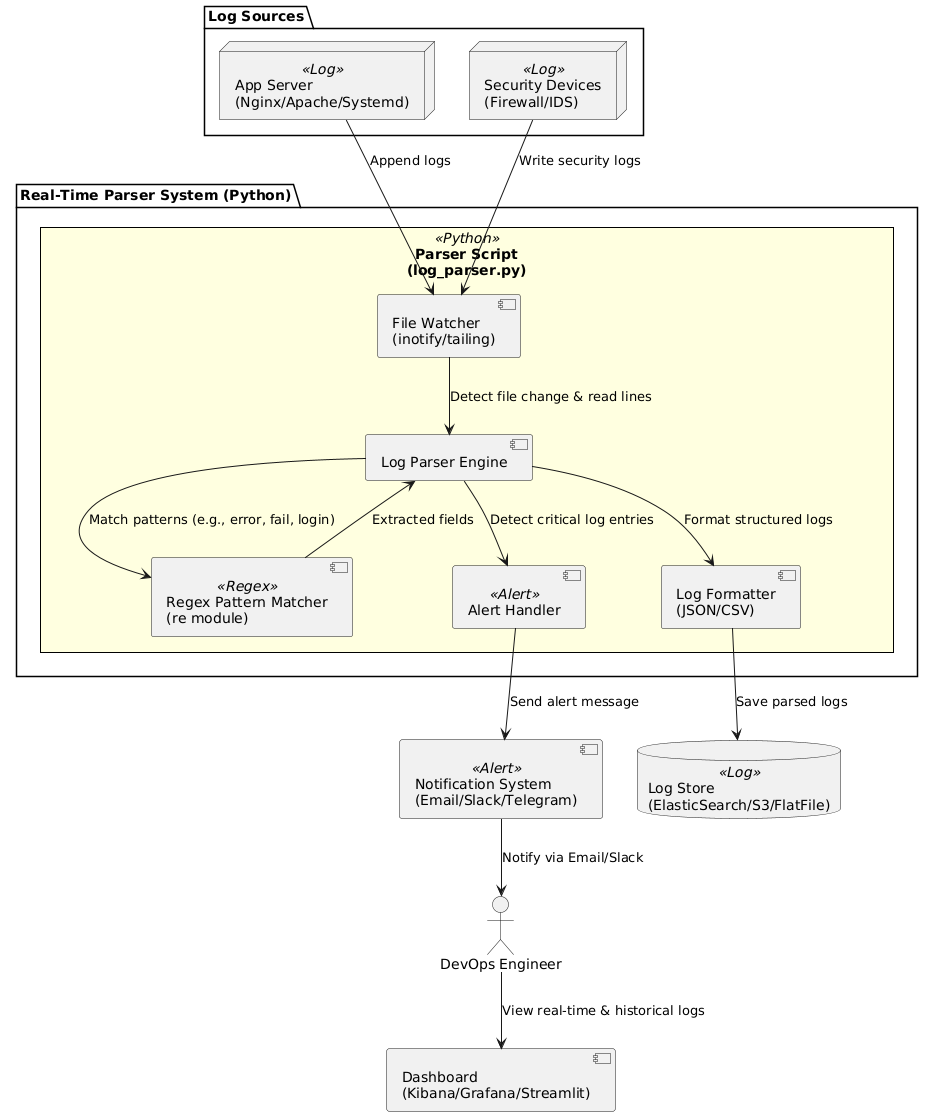 Log Sources
«Log»
App Server
(Nginx/Apache/Systemd)
«Log»
Security Devices
(Firewall/IDS)
Append logs
Write security logs
Real-Time Parser System (Python)
«Python»
Parser Script
(log_parser.py)
File Watcher
(inotify/tailing)
Detect file change & read lines
Log Parser Engine
Match patterns (e.g., error, fail, login)
Extracted fields
Detect critical log entries
Format structured logs
«Regex»
Regex Pattern Matcher
(re module)
«Alert»
Alert Handler
Log Formatter
(JSON/CSV)
Send alert message
Save parsed logs
«Alert»
Notification System
(Email/Slack/Telegram)
«Log»
Log Store
(ElasticSearch/S3/FlatFile)
Notify via Email/Slack
DevOps Engineer
View real-time & historical logs
Dashboard
(Kibana/Grafana/Streamlit)